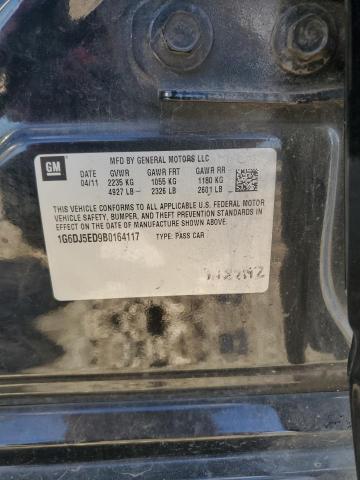 GM
MFD BY GENERAL MOTORS LLC
DATE GVWR GAWR FRT GAWR RR
04/11 2235 KG 1055 KG 1180 KG
4927 LB 2326 LB 2601 LB
THIS VEHICLE CONFORMS TO ALL APPLICABLE U.S. FEDERAL MOTOR
VEHICLE SAFETY, BUMPER, AND THEFT PREVENTION STANDARDS
IN EFFECT ON THE DATE OF MANUFACTURE SHOWN ABOVE.
1G6DJ5ED9B0164117 TYPE: PASS CAR